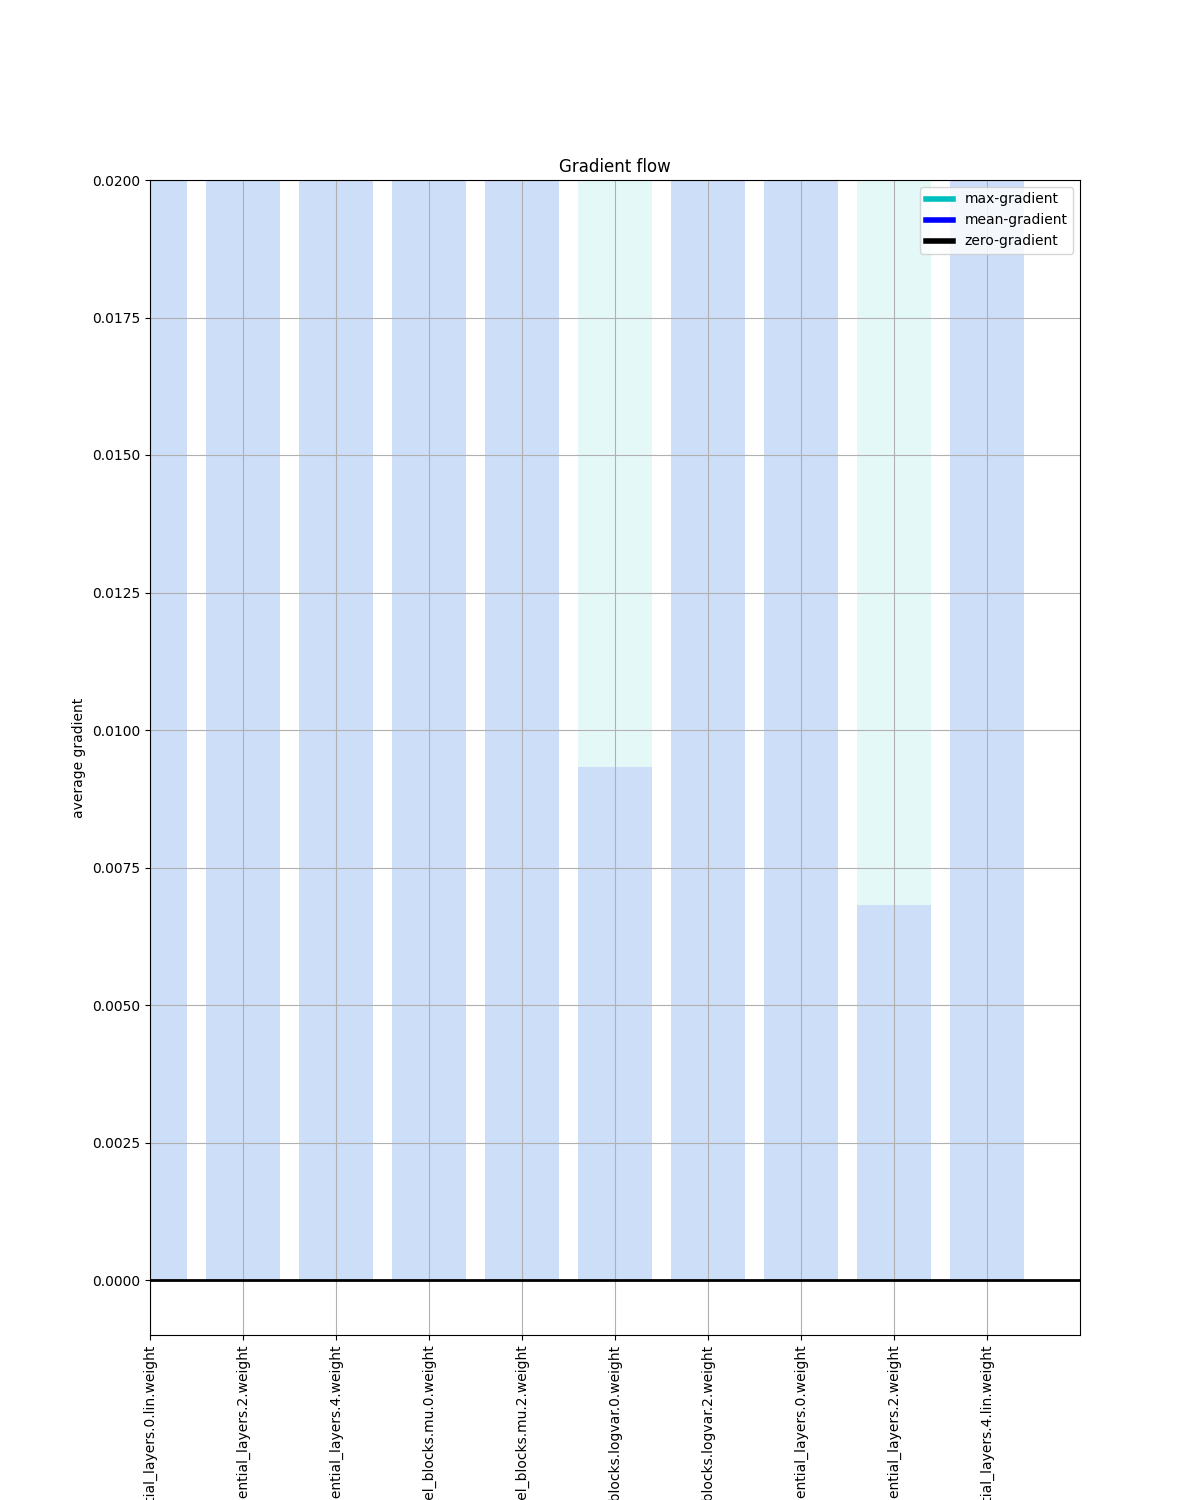 Gradient flow
max-gradient
mean-gradient
zero-gradient
0.0200
0.0175
0.0150
0.0125
0.0100
0.0075
0.0050
0.0025
0.0000
average gradient
tial_layers.0.lin.weight
ential_layers.2.weight
ential_layers.4.weight
el_blocks.mu.0.weight
el_blocks.mu.2.weight
blocks.logvar.0.weight
blocks.logvar.2.weight
ential_layers.0.weight
ential_layers.2.weight
tial_layers.4.lin.weight